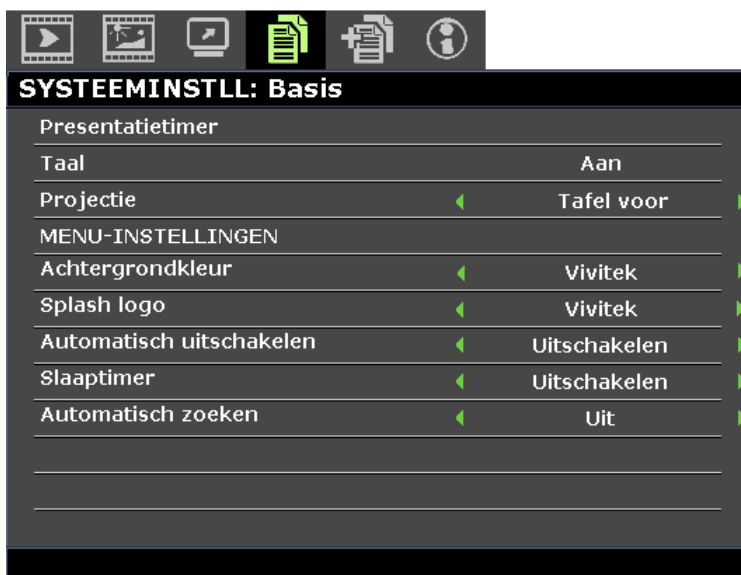 SYSTEEMINSTLL: Basis
Presentatietimer
Taal Aan
Projectie Tafel voor
MENU-INSTELLINGEN
Achtergrondkleur Vivitek
Splash logo Vivitek
Automatisch uitschakelen Uitschakelen
Slaaptimer Uitschakelen
Automatisch zoeken Uit